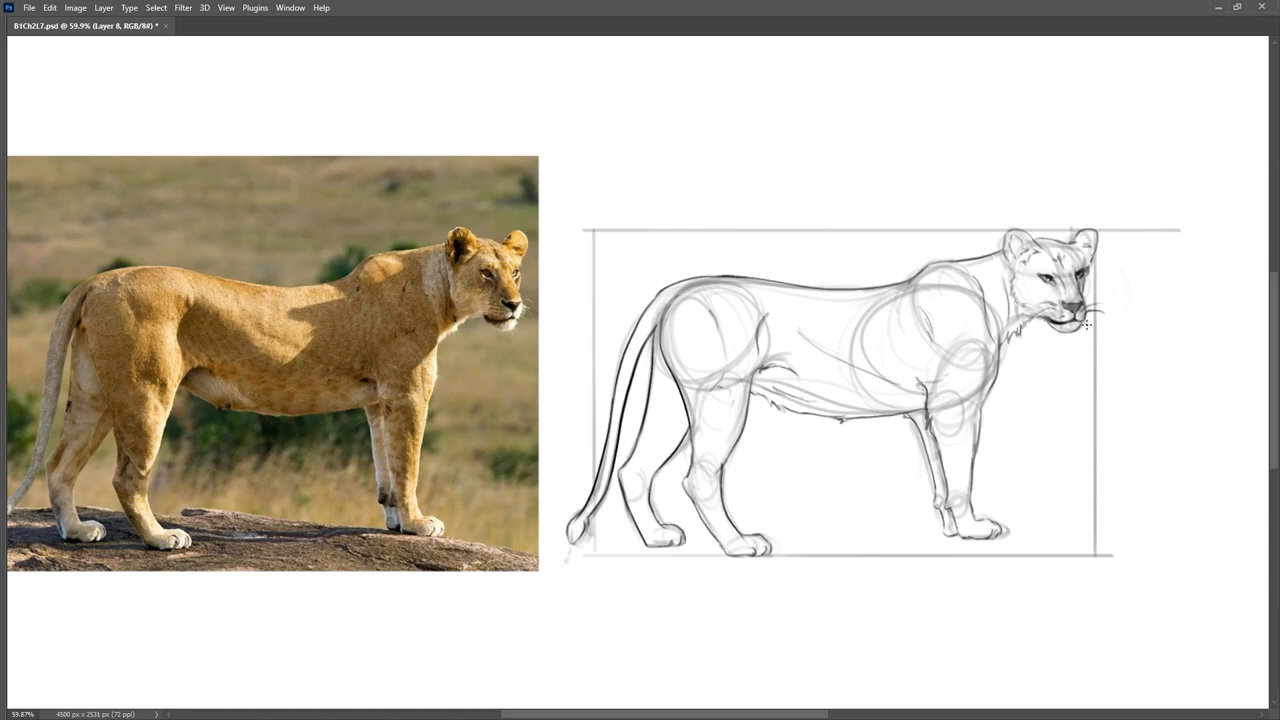 Ps File Edit Image Layer Type Select Filter 3D View Plugins Window Help
B1Ch2L7.psd @ 59.9% (Layer 8, RGB/8#) *
59.87% 4500 px x 2531 px (72 ppi)